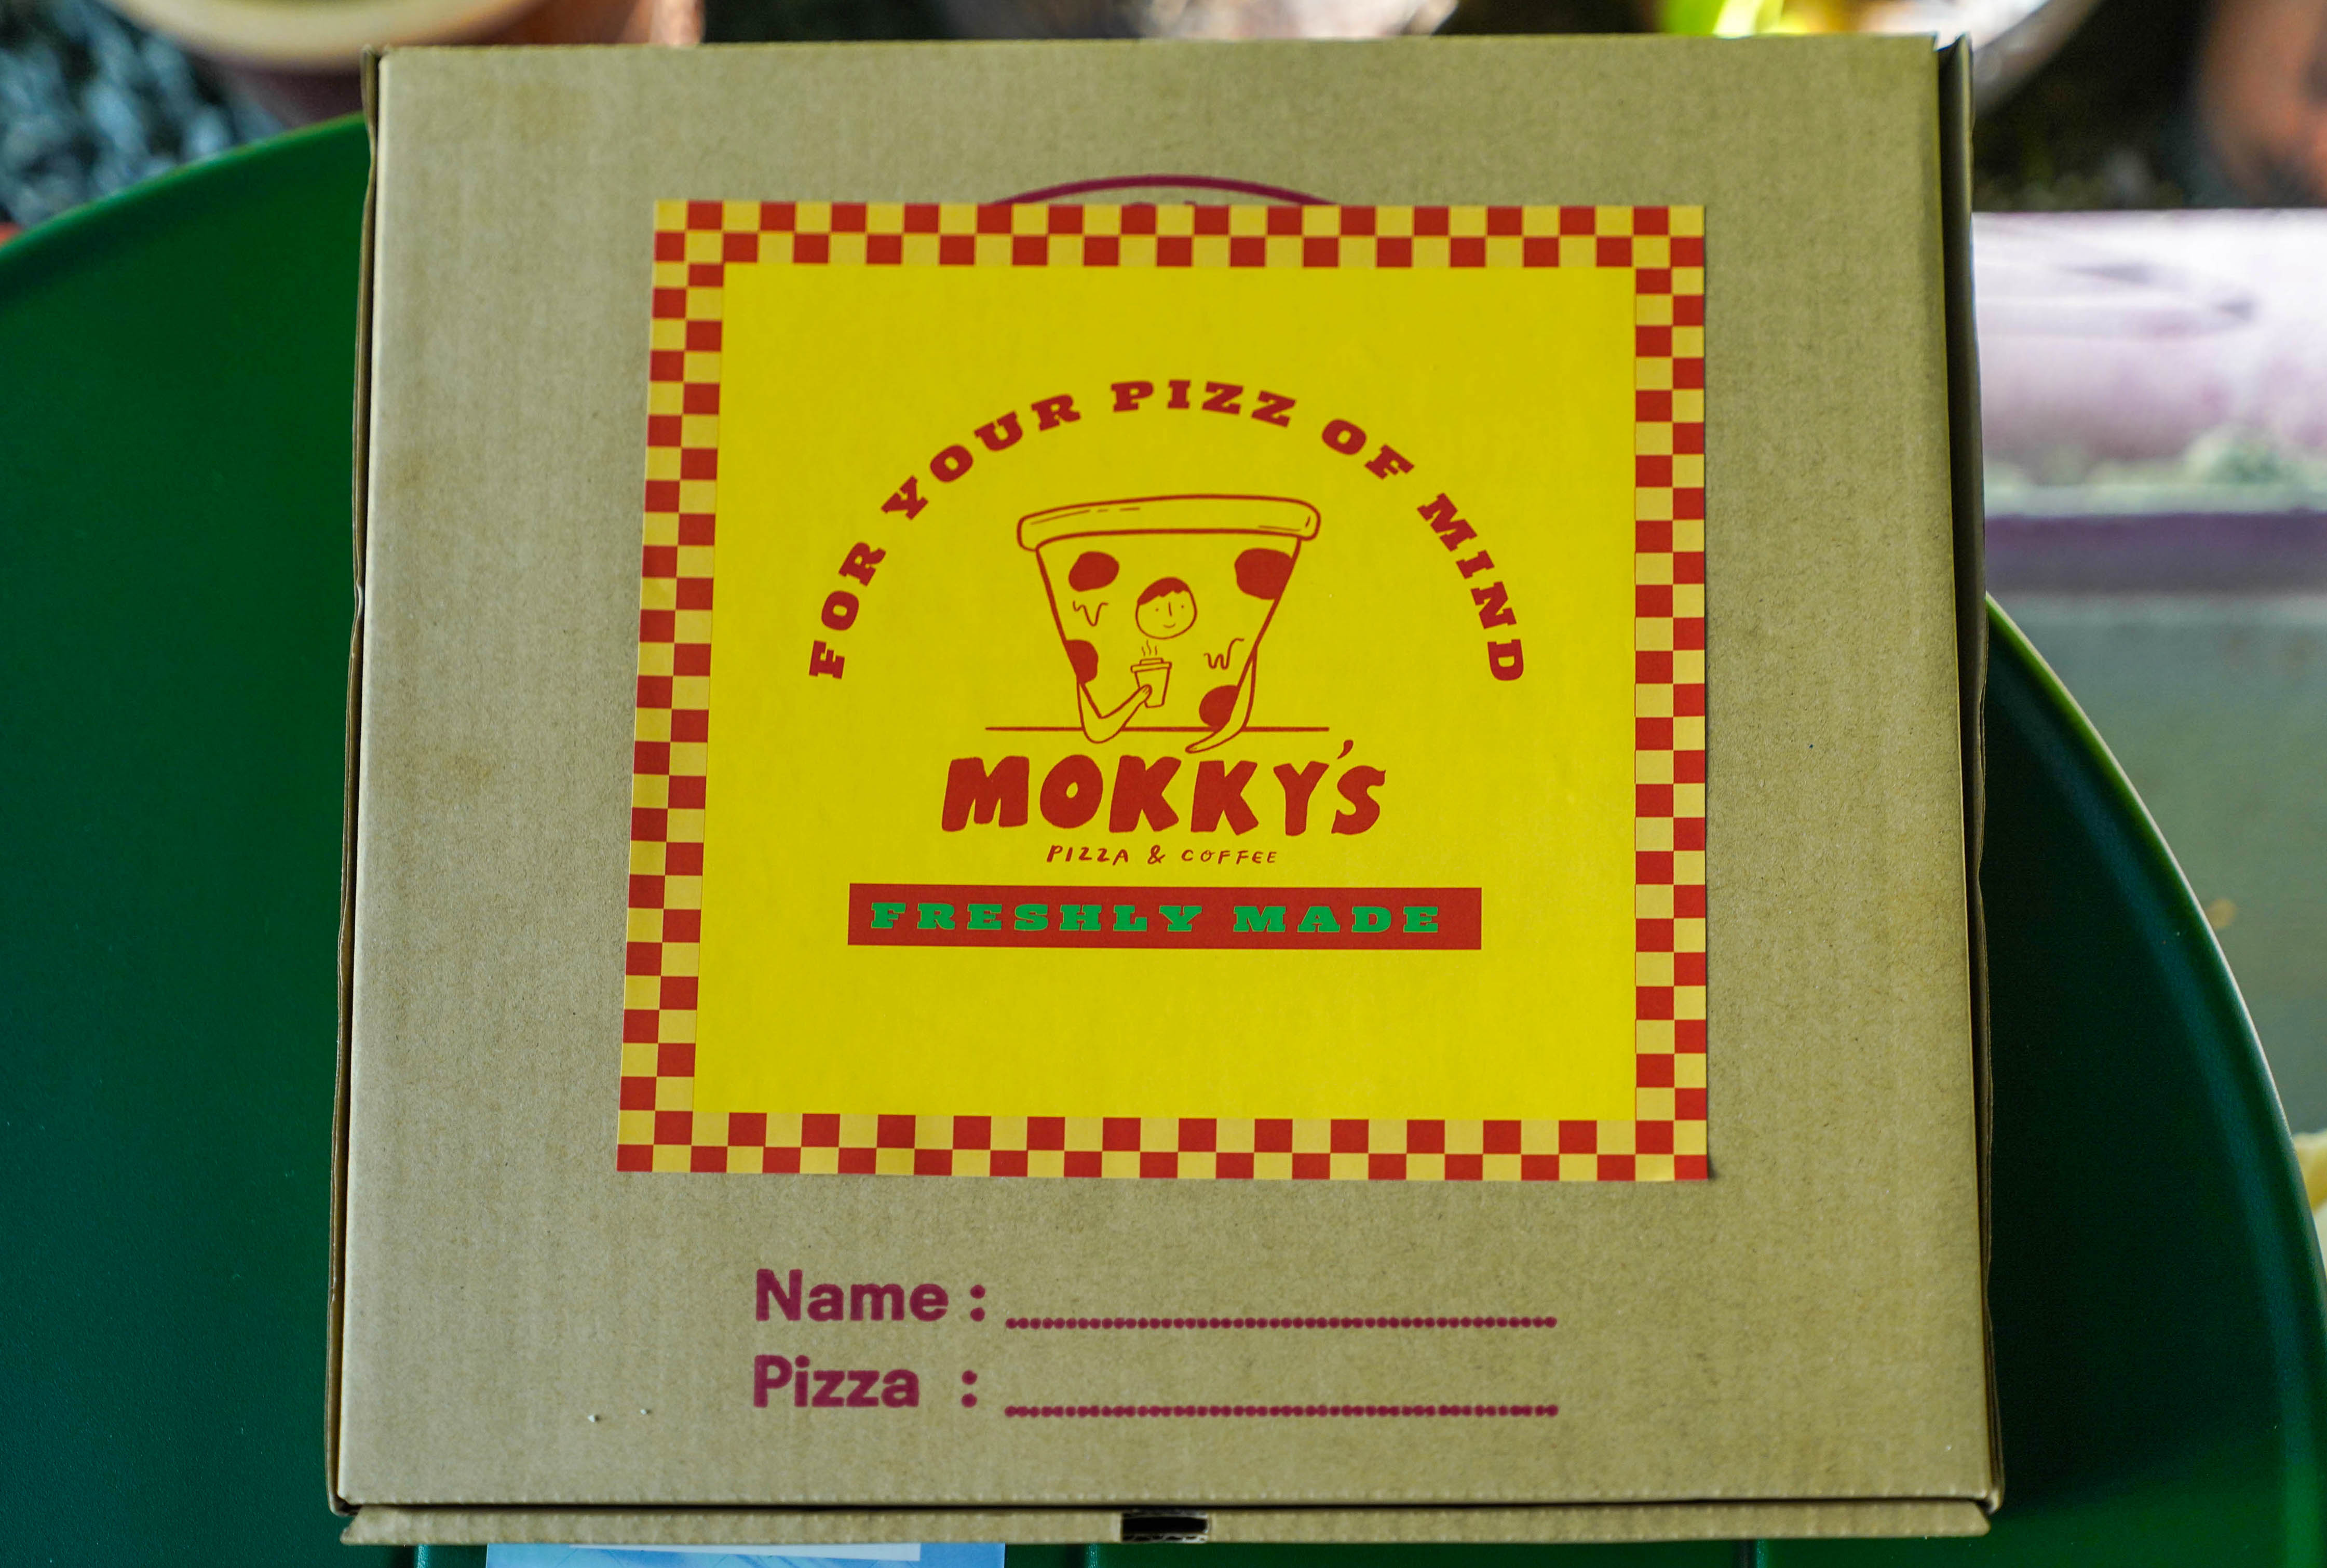 FOR YOUR PIZZ OF MIND
MOKKY'S
PIZZA & COFFEE
FRESHLY MADE
Name :
Pizza :